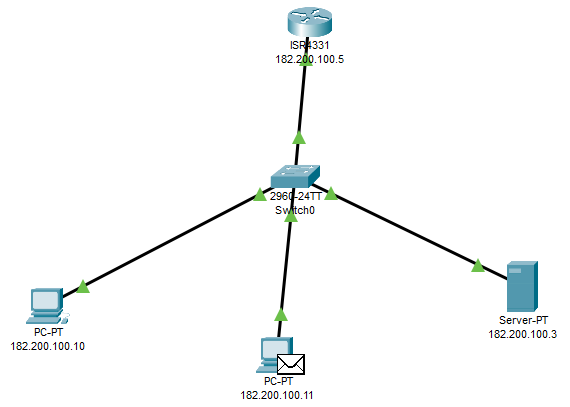 ISR4331
182.200.100.5
2960-24TT
Switch0
PC-PT
182.200.100.10
PC-PT
182.200.100.11
Server-PT
182.200.100.3